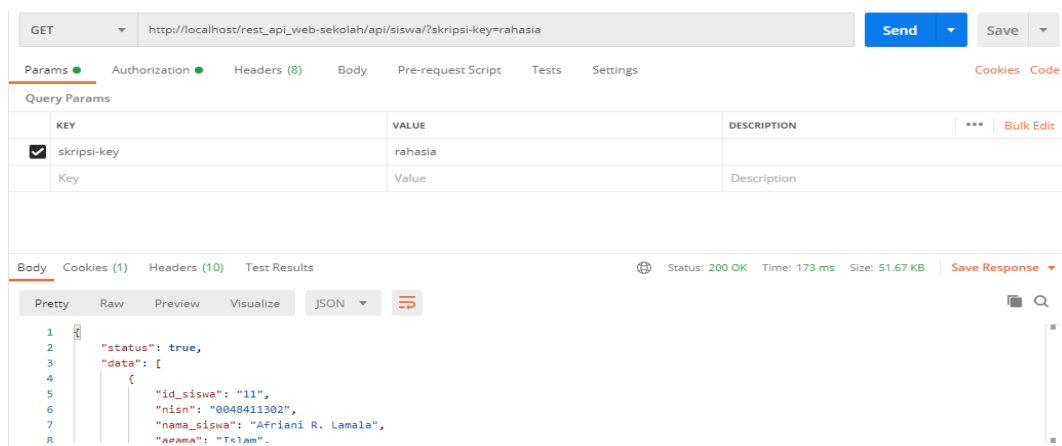 GET http://localhost/rest_api_web-sekolah/api/siswa/?skripsi-key=rahasia Send Save
Params Authorization Headers (8) Body Pre-request Script Tests Settings Cookies Code
Query Params
KEY VALUE DESCRIPTION ••• Bulk Edit
skripsi-key rahasia
Key Value Description
Body Cookies (1) Headers (10) Test Results Status: 200 OK Time: 173 ms Size: 51.67 KB Save Response
Pretty Raw Preview Visualize JSON
1 {
2 "status": true,
3 "data": [
4 {
5 "id_siswa": "11",
6 "nisn": "0048411302",
7 "nama_siswa": "Afriani R. Lamala",
8 "agama": "Islam",